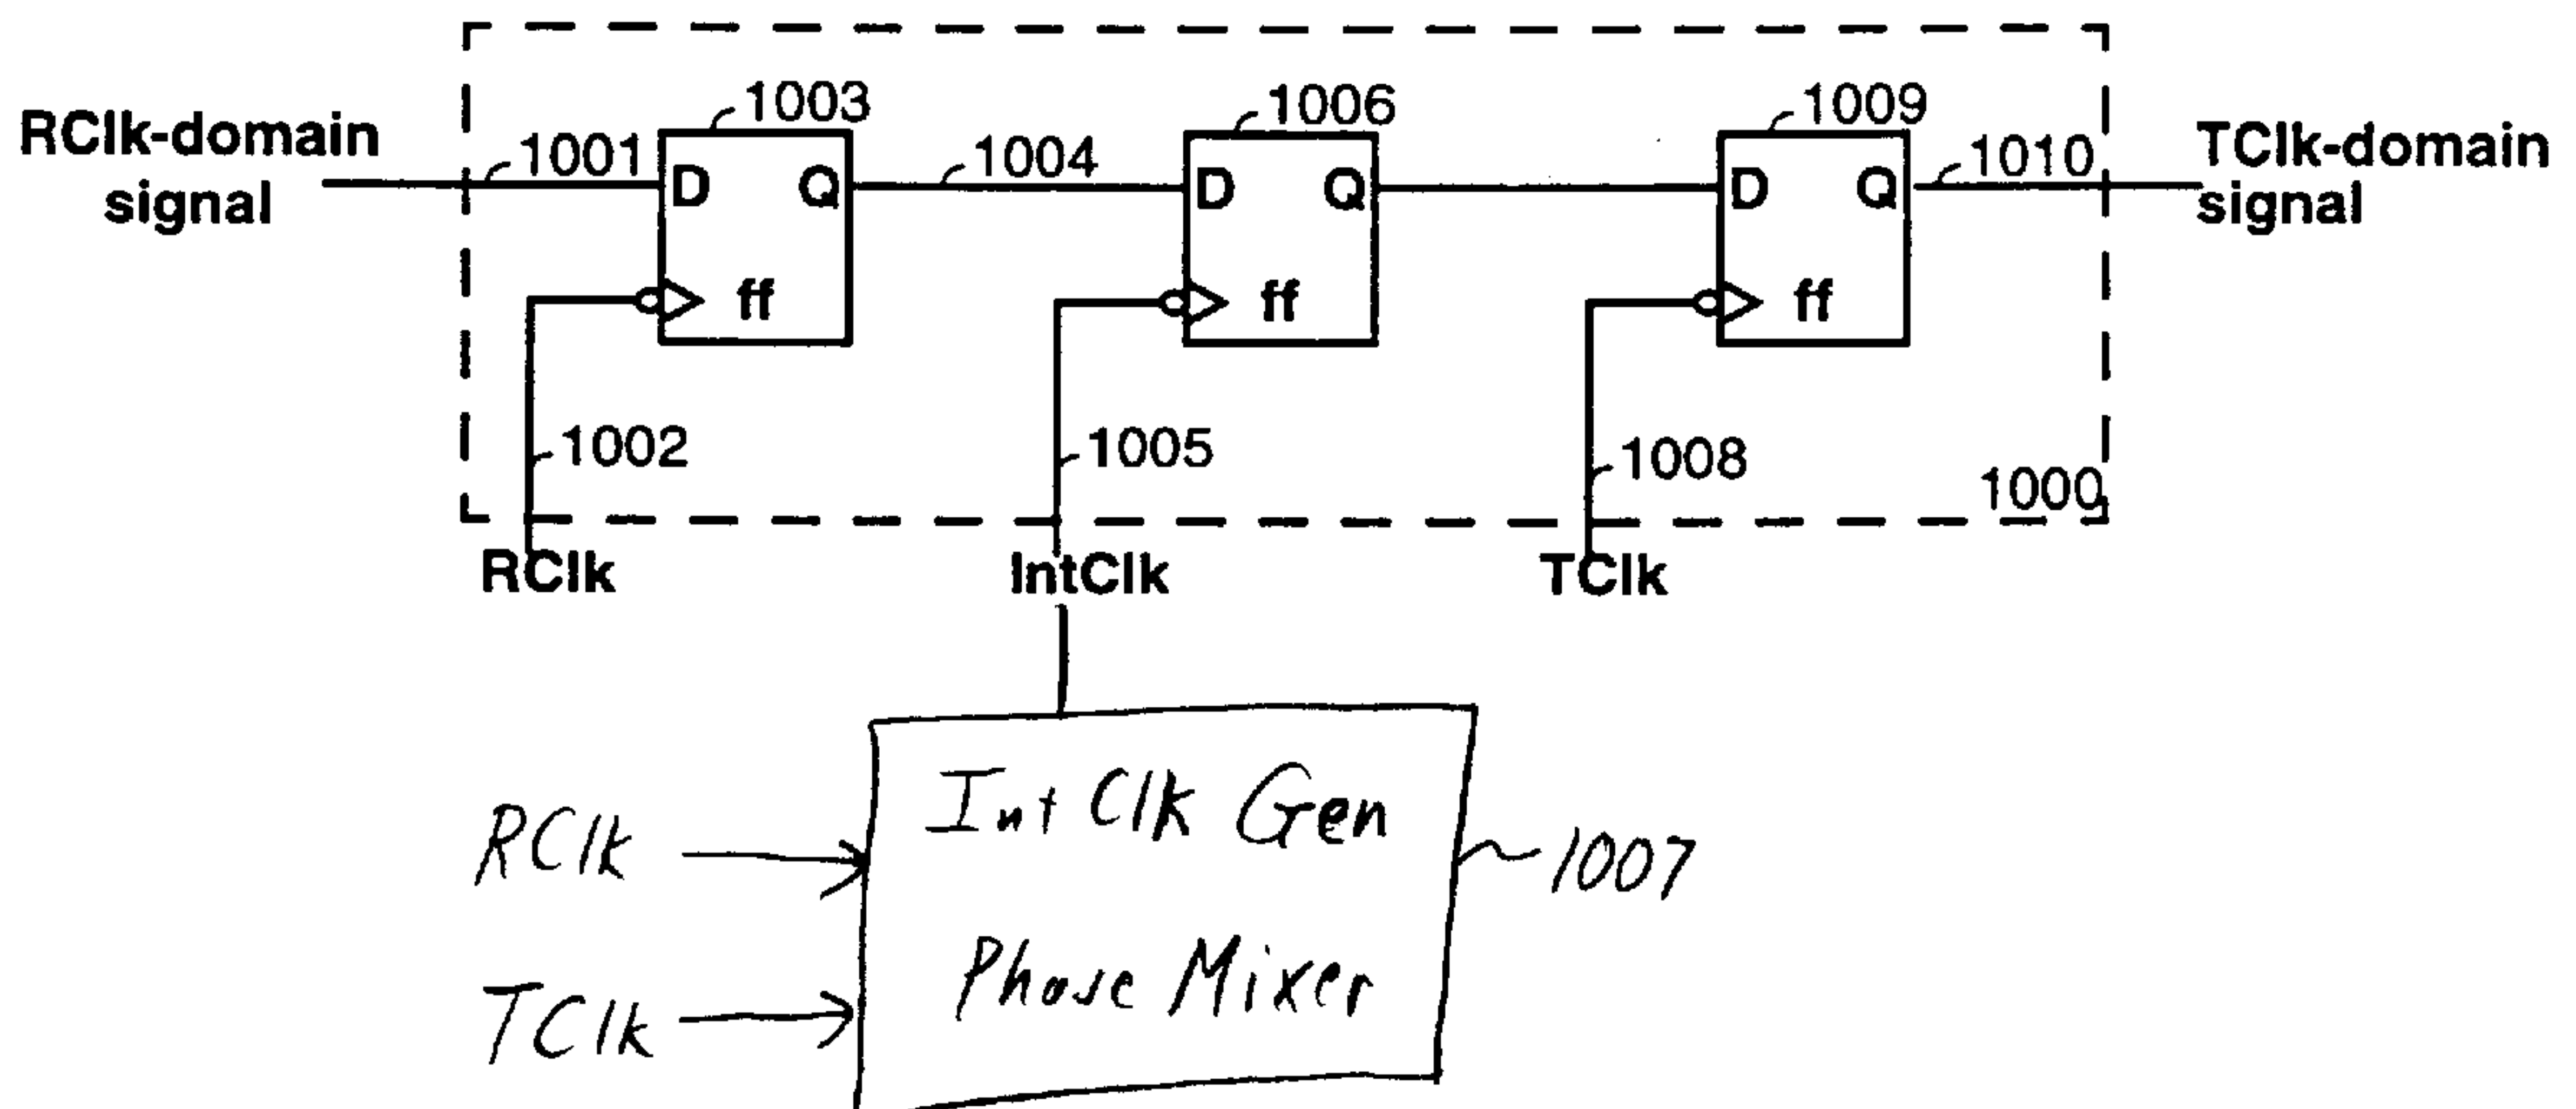 1003
1006
1009
RClk-domain
signal
1001
1004
1010
TClk-domain
signal
D Q
D Q
D Q
ff
ff
ff
1002
1005
1008
1000
RClk
IntClk
TClk
Int Clk Gen
RClk
1007
Phase Mixer
TClk